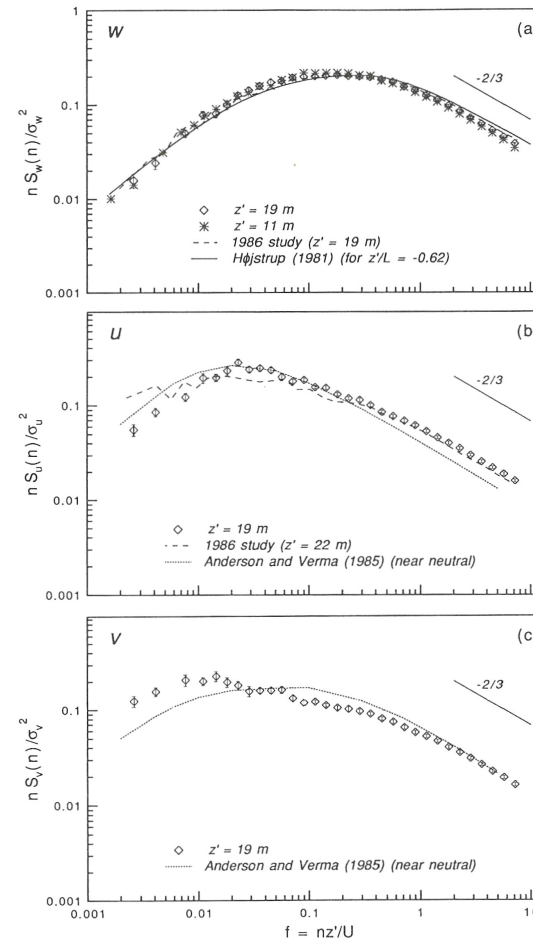 1
w
(a
-2/3
0.1
n S_w(n)/σ_w^2
0.01
z' = 19 m
z' = 11 m
1986 study (z' = 19 m)
Hϕjstrup (1981) (for z'/L = -0.62)
0.001
u
(b
-2/3
0.1
n S_u(n)/σ_u^2
0.01
z' = 19 m
1986 study (z' = 22 m)
Anderson and Verma (1985) (near neutral)
0.001
v
(c
-2/3
0.1
n S_v(n)/σ_v^2
0.01
z' = 19 m
Anderson and Verma (1985) (near neutral)
0.001
0.001 0.01 0.1 1 10
f = nz'/U